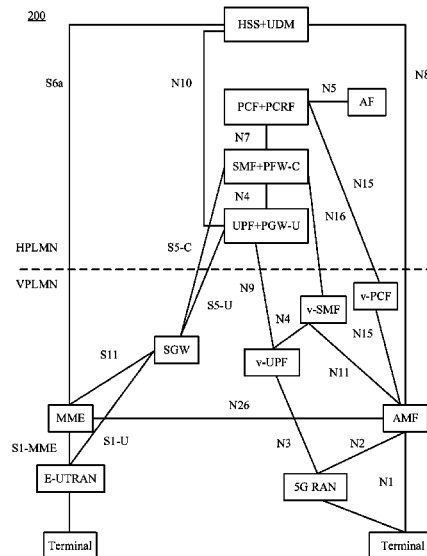 200
HSS+UDM
S6a
N10
N8
N5
PCF+PCRF
AF
N7
SMF+PFW-C
N15
N4
N16
UPF+PGW-U
S5-C
HPLMN
VPLMN
S5-U
N9
v-PCF
v-SMF
N4
N15
SGW
v-UPF
S11
N11
N26
MME
AMF
S1-MME
S1-U
N3
N2
E-UTRAN
5G RAN
N1
Terminal
Terminal